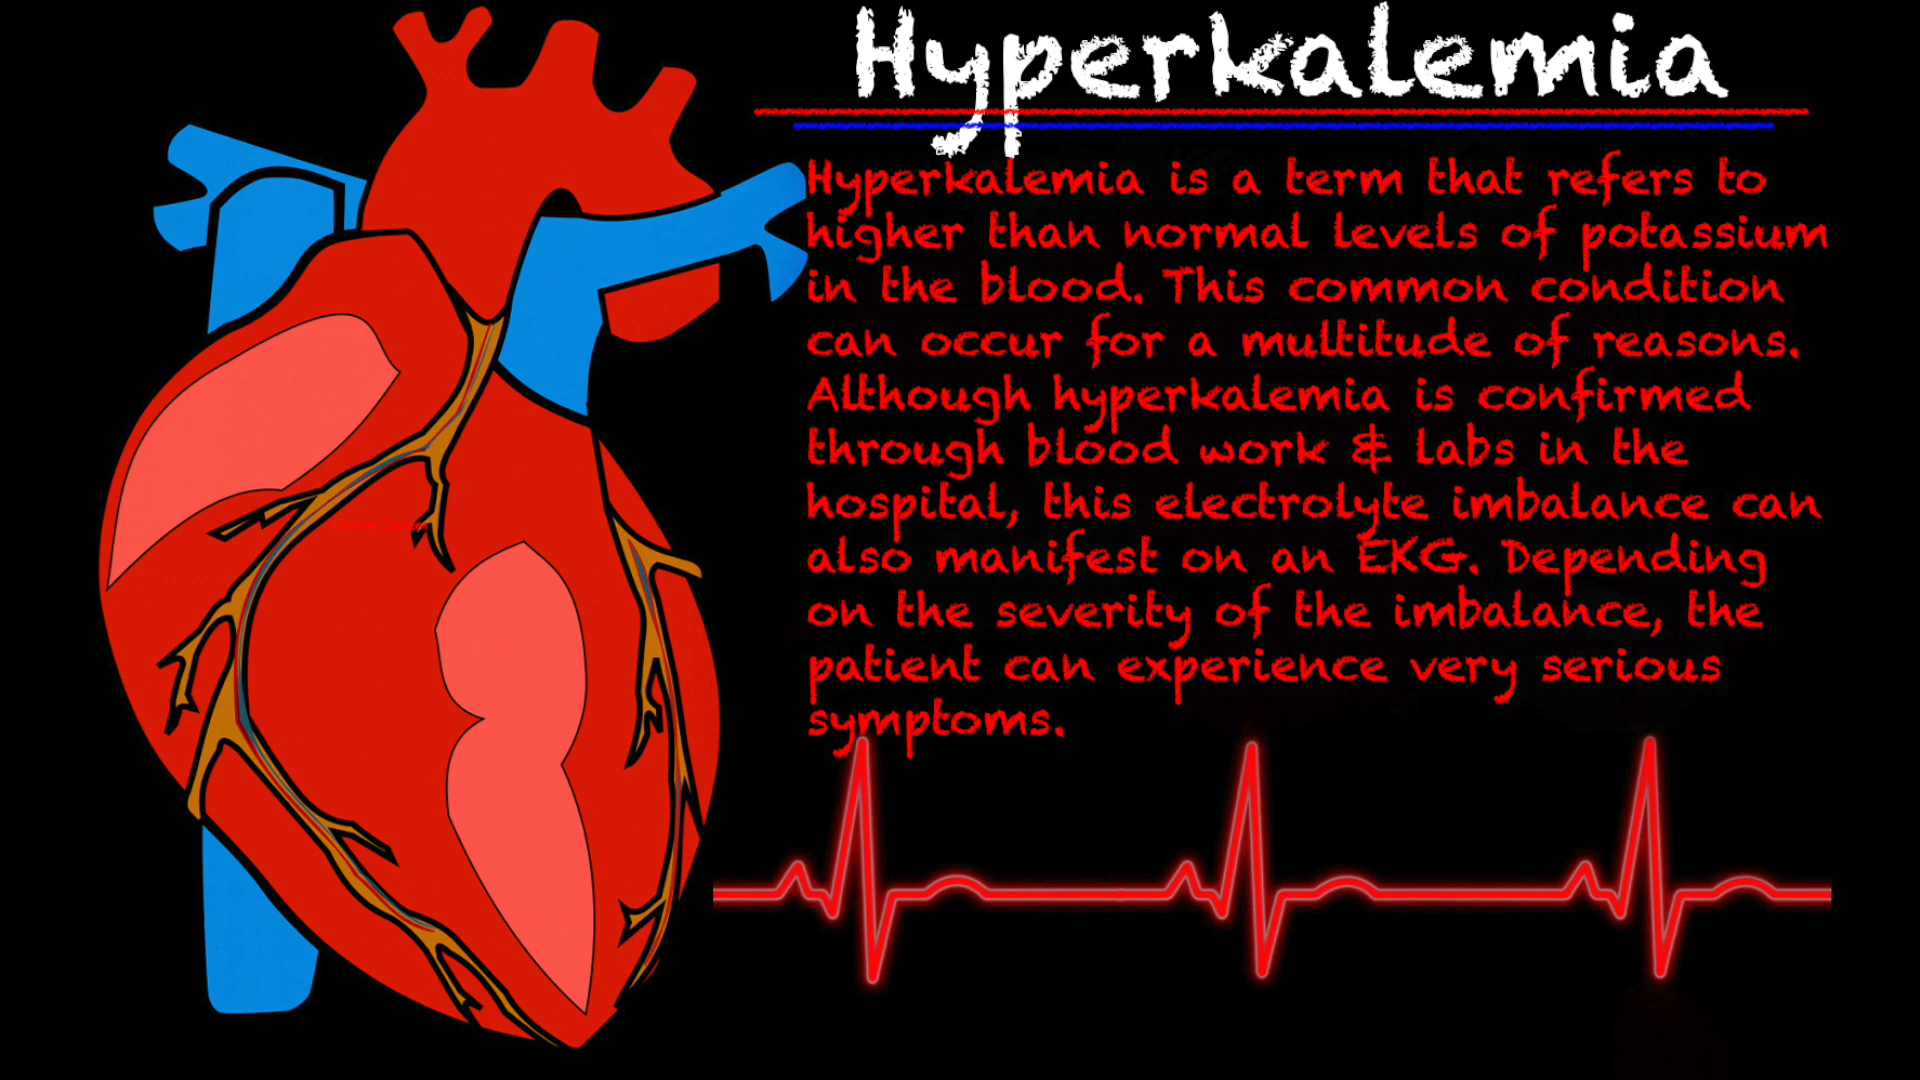 Hyperkalemia
Hyperkalemia is a term that refers to
higher than normal levels of potassium
in the blood. This common condition
can occur for a multitude of reasons.
Although hyperkalemia is confirmed
through blood work & labs in the
hospital, this electrolyte imbalance can
also manifest on an EKG. Depending
on the severity of the imbalance, the
patient can experience very serious
symptoms.